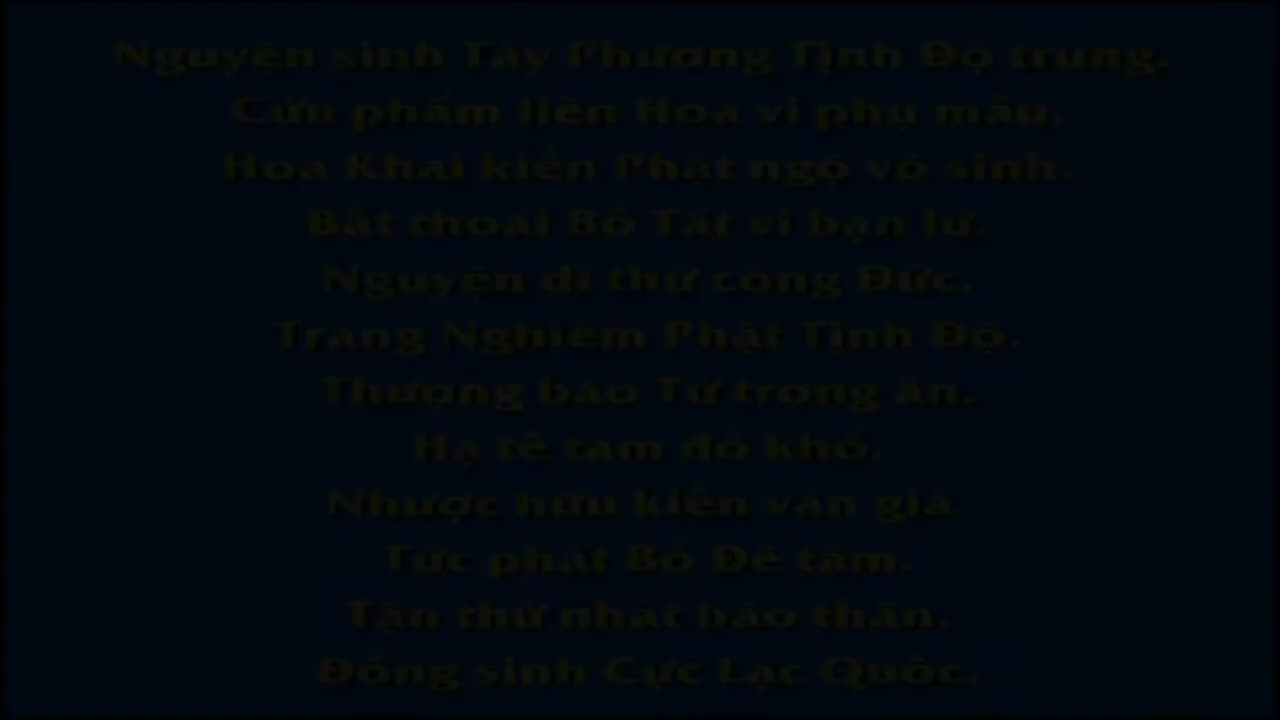 Nguyện sinh Tây Phương Tịnh Độ trung.
Cửu phẩm liên Hoa vi phụ mẫu.
Hoa Khai kiến Phật ngộ vô sinh.
Bất thoái Bồ Tát vi bạn lữ.
Nguyện dĩ thử công Đức.
Trang Nghiêm Phật Tịnh Độ.
Thượng báo Tứ trọng ân.
Hạ tế tam đồ khổ.
Nhược hữu kiến văn giả
Tức phát Bồ Đề tâm.
Tận thử nhất báo thân.
Đồng sinh Cực Lạc Quốc.